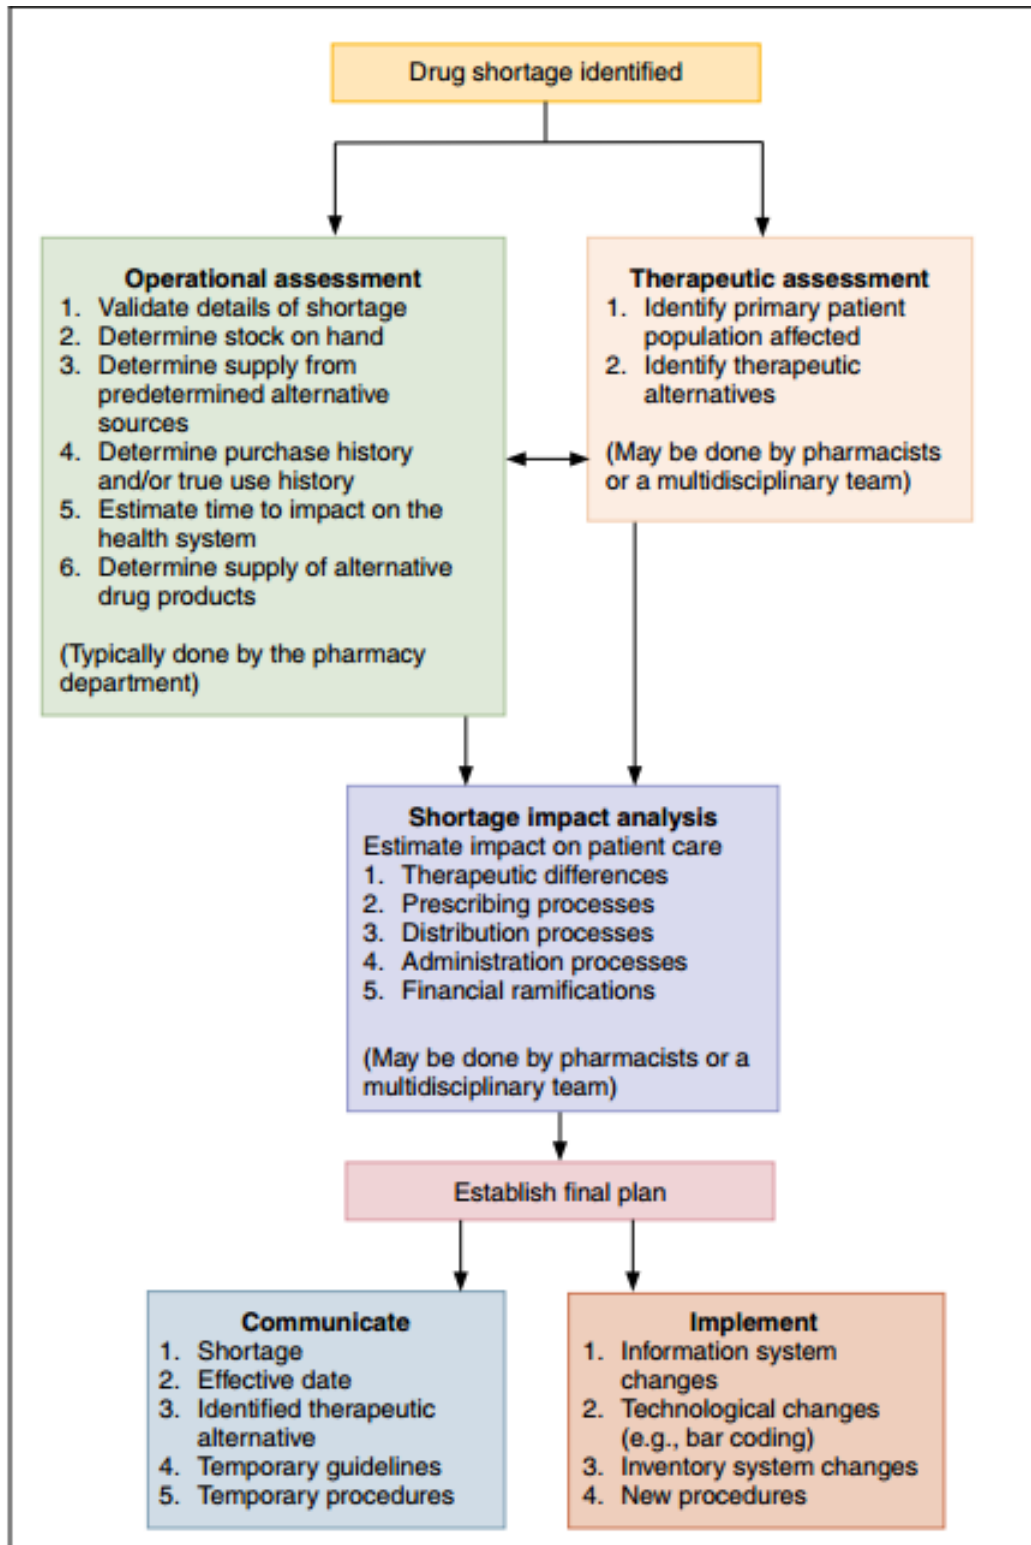 Drug shortage identified
Operational assessment
1. Validate details of shortage
2. Determine stock on hand
3. Determine supply from
predetermined alternative
sources
4. Determine purchase history
and/or true use history
5. Estimate time to impact on the
health system
6. Determine supply of alternative
drug products
(Typically done by the pharmacy
department)
Therapeutic assessment
1. Identify primary patient
population affected
2. Identify therapeutic
alternatives
(May be done by pharmacists
or a multidisciplinary team)
Shortage impact analysis
Estimate impact on patient care
1. Therapeutic differences
2. Prescribing processes
3. Distribution processes
4. Administration processes
5. Financial ramifications
(May be done by pharmacists or a
multidisciplinary team)
Establish final plan
Communicate
1. Shortage
2. Effective date
3. Identified therapeutic
alternative
4. Temporary guidelines
5. Temporary procedures
Implement
1. Information system
changes
2. Technological changes
(e.g., bar coding)
3. Inventory system changes
4. New procedures